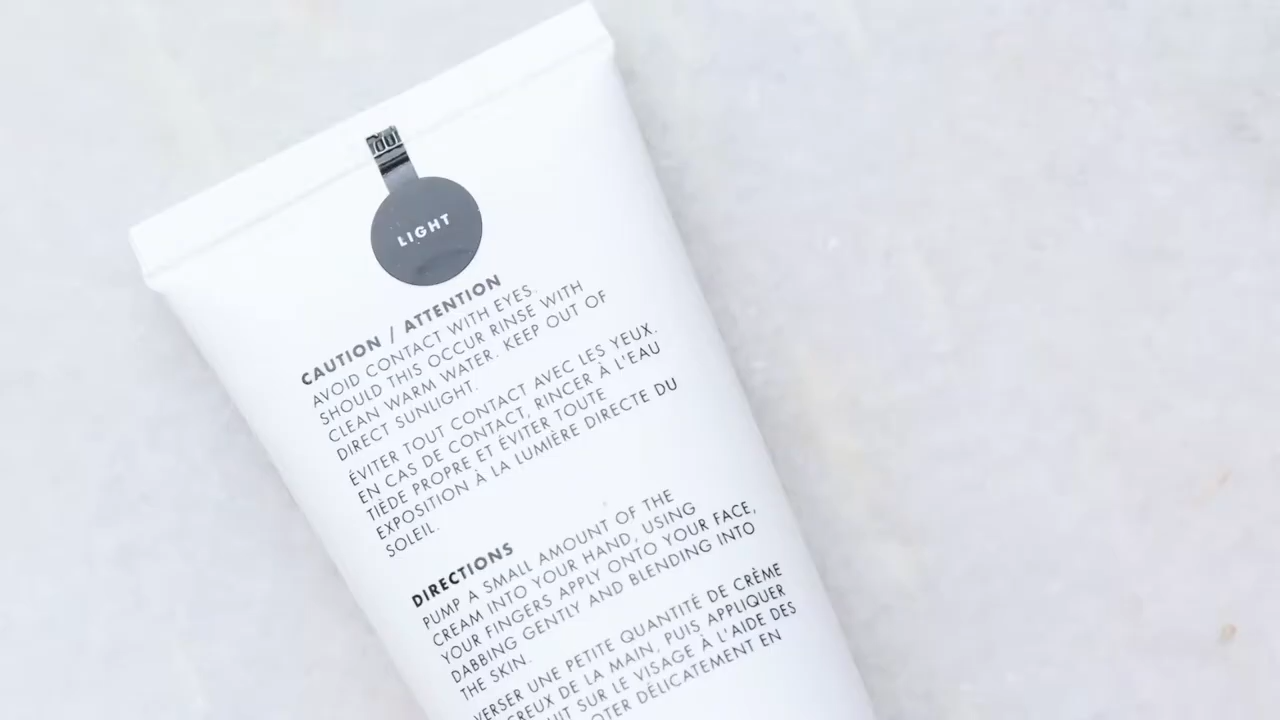 LIGHT
CAUTION / ATTENTION
AVOID CONTACT WITH EYES.
SHOULD THIS OCCUR RINSE WITH
CLEAN WARM WATER. KEEP OUT OF
DIRECT SUNLIGHT.
ÉVITER TOUT CONTACT AVEC LES YEUX.
EN CAS DE CONTACT, RINCER À L'EAU
TIÈDE PROPRE ET ÉVITER TOUTE
EXPOSITION À LA LUMIÈRE DIRECTE DU
SOLEIL.
DIRECTIONS
PUMP A SMALL AMOUNT OF THE
CREAM INTO YOUR HAND, USING
YOUR FINGERS APPLY ONTO YOUR FACE,
DABBING GENTLY AND BLENDING INTO
THE SKIN.
VERSER UNE PETITE QUANTITÉ DE CRÈME
CREUX DE LA MAIN, PUIS APPLIQUER
SUR LE VISAGE À L'AIDE DES
DÉLICATEMENT EN